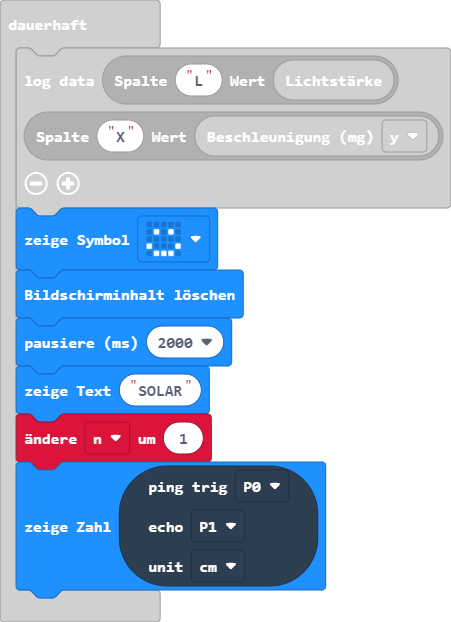 dauerhaft
log data Spalte "L" Wert Lichtstärke
Spalte "X" Wert Beschleunigung (mg) y
zeige Symbol
Bildschirminhalt löschen
pausiere (ms) 2000
zeige Text "SOLAR"
ändere n um 1
ping trig P0
zeige Zahl echo P1
unit cm